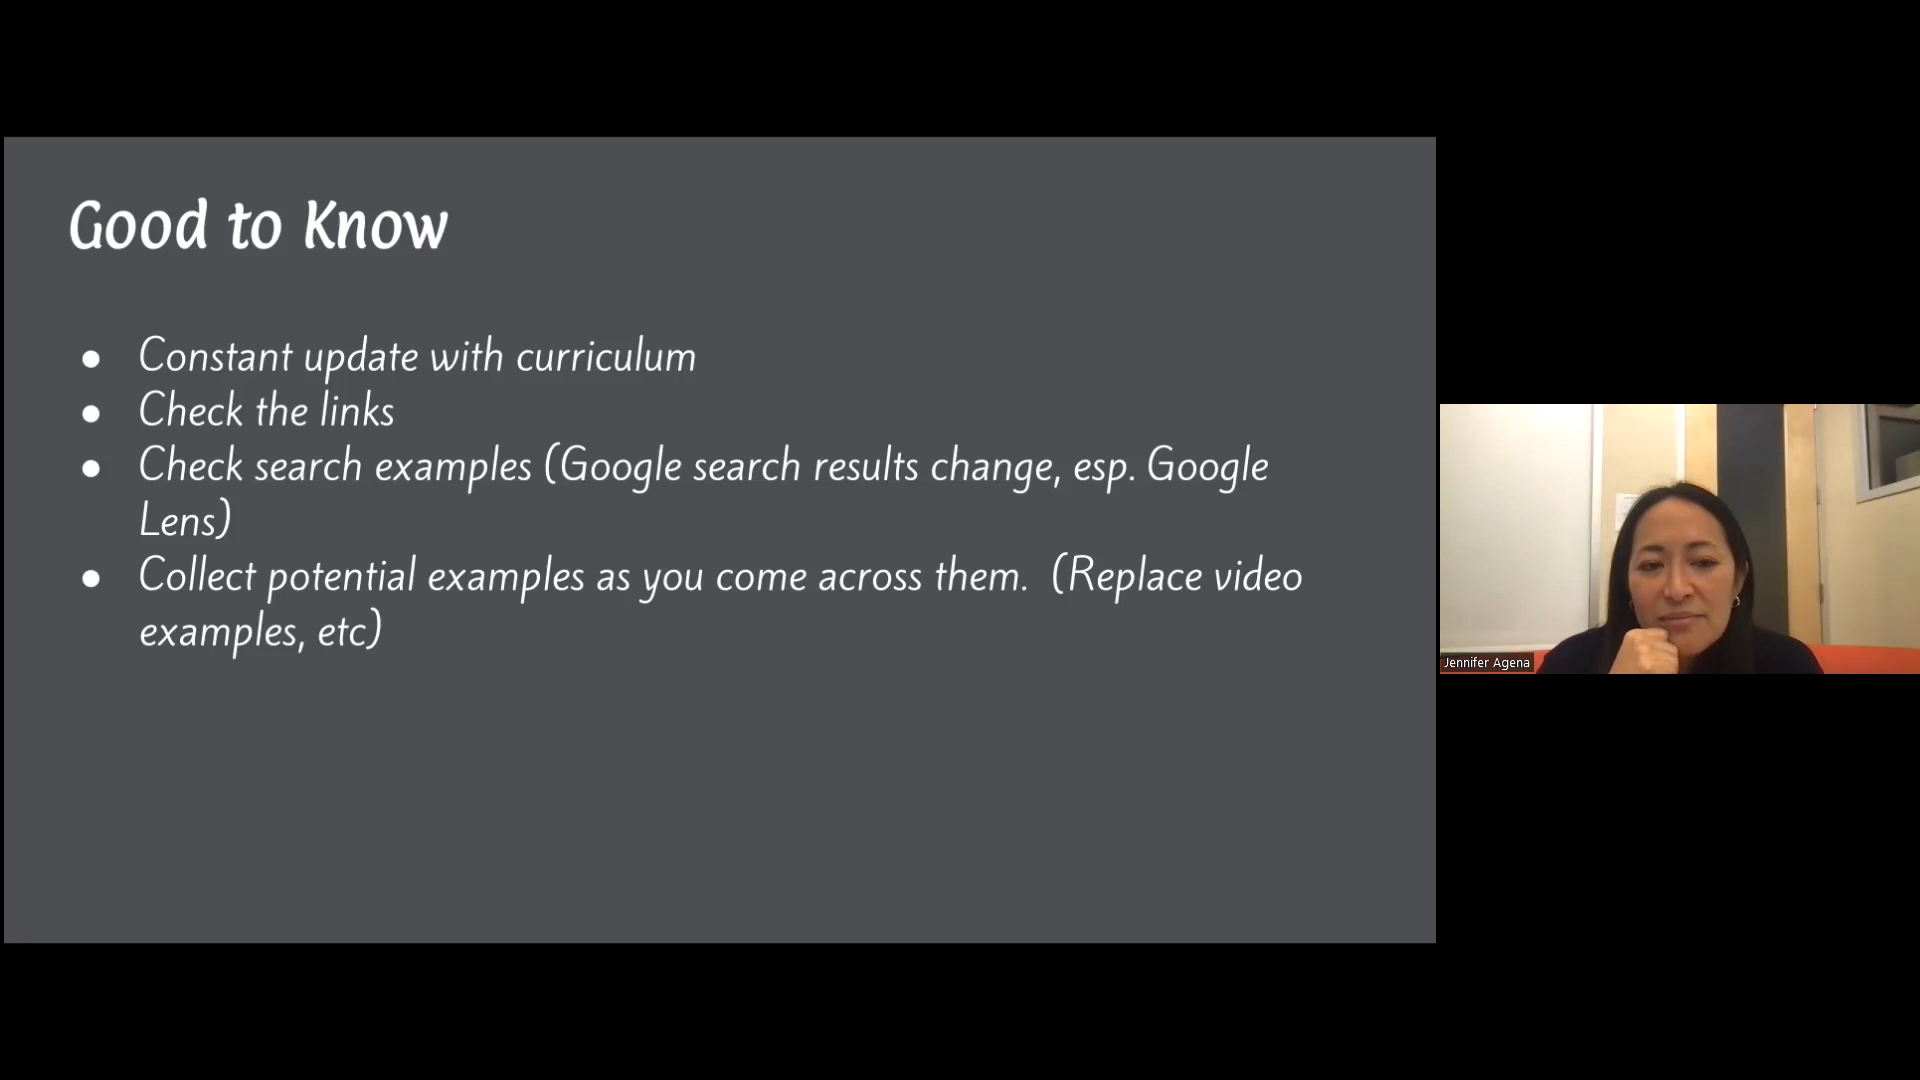 Good to Know
● Constant update with curriculum
● Check the links
● Check search examples (Google search results change, esp. Google
Lens)
● Collect potential examples as you come across them.  (Replace video
examples, etc)
Jennifer Agena